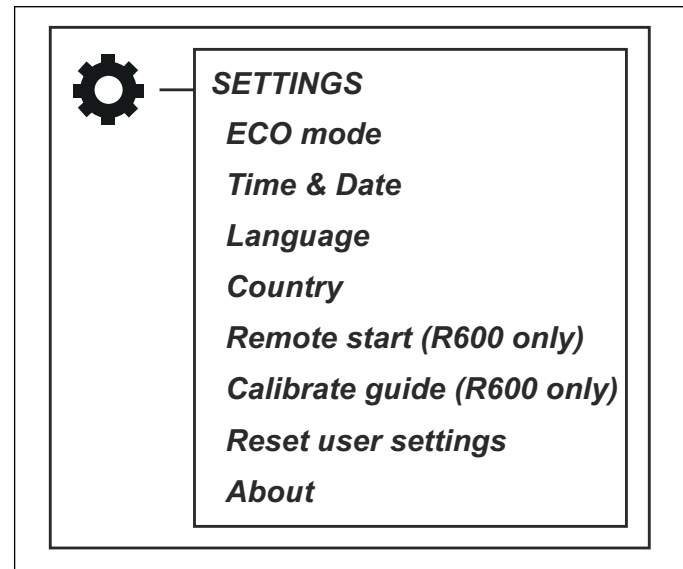 SETTINGS
ECO mode
Time & Date
Language
Country
Remote start (R600 only)
Calibrate guide (R600 only)
Reset user settings
About